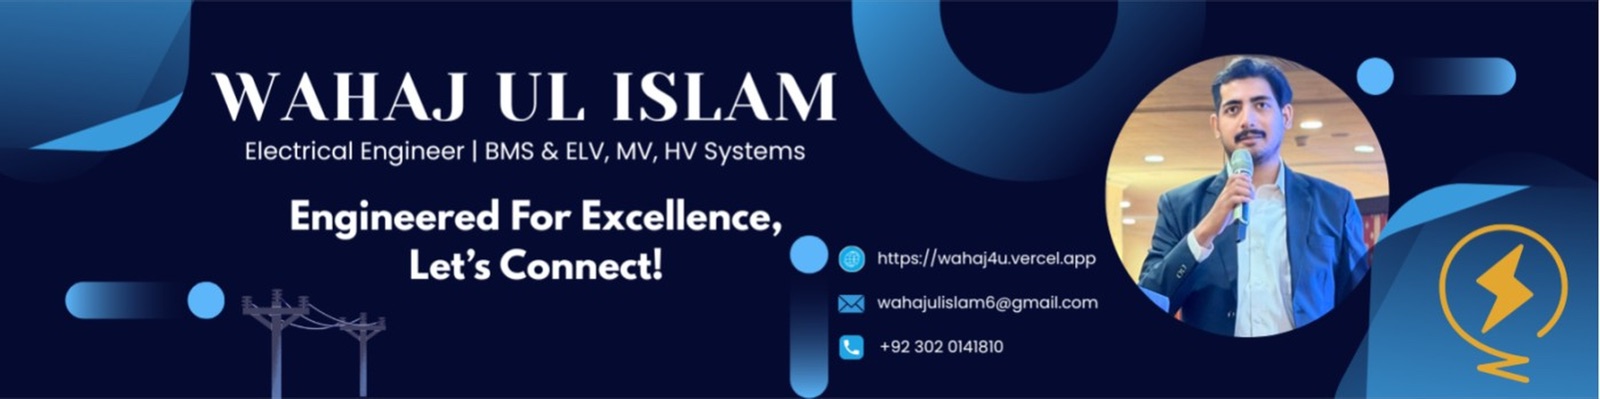 WAHAJ UL ISLAM
Electrical Engineer | BMS & ELV, MV, HV Systems
Engineered For Excellence,
Let's Connect!
https://wahaj4u.vercel.app
wahajulislam6@gmail.com
+92 302 0141810